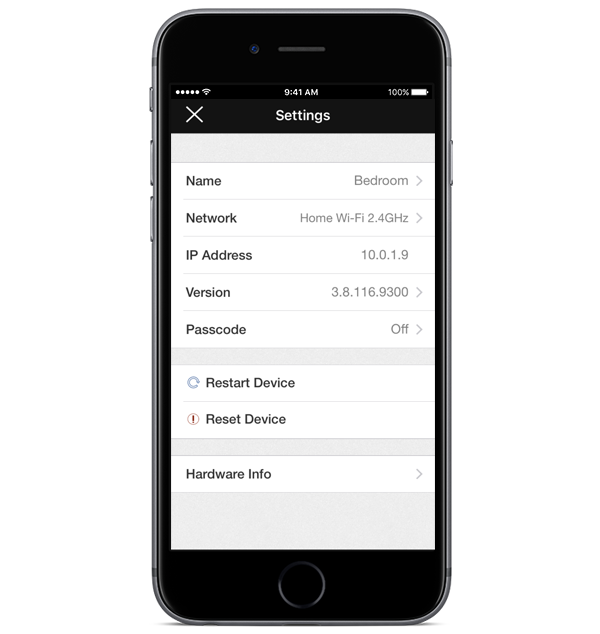 9:41 AM 100%
Settings
Name Bedroom
Network Home Wi-Fi 2.4GHz
IP Address 10.0.1.9
Version 3.8.116.9300
Passcode Off
Restart Device
Reset Device
Hardware Info